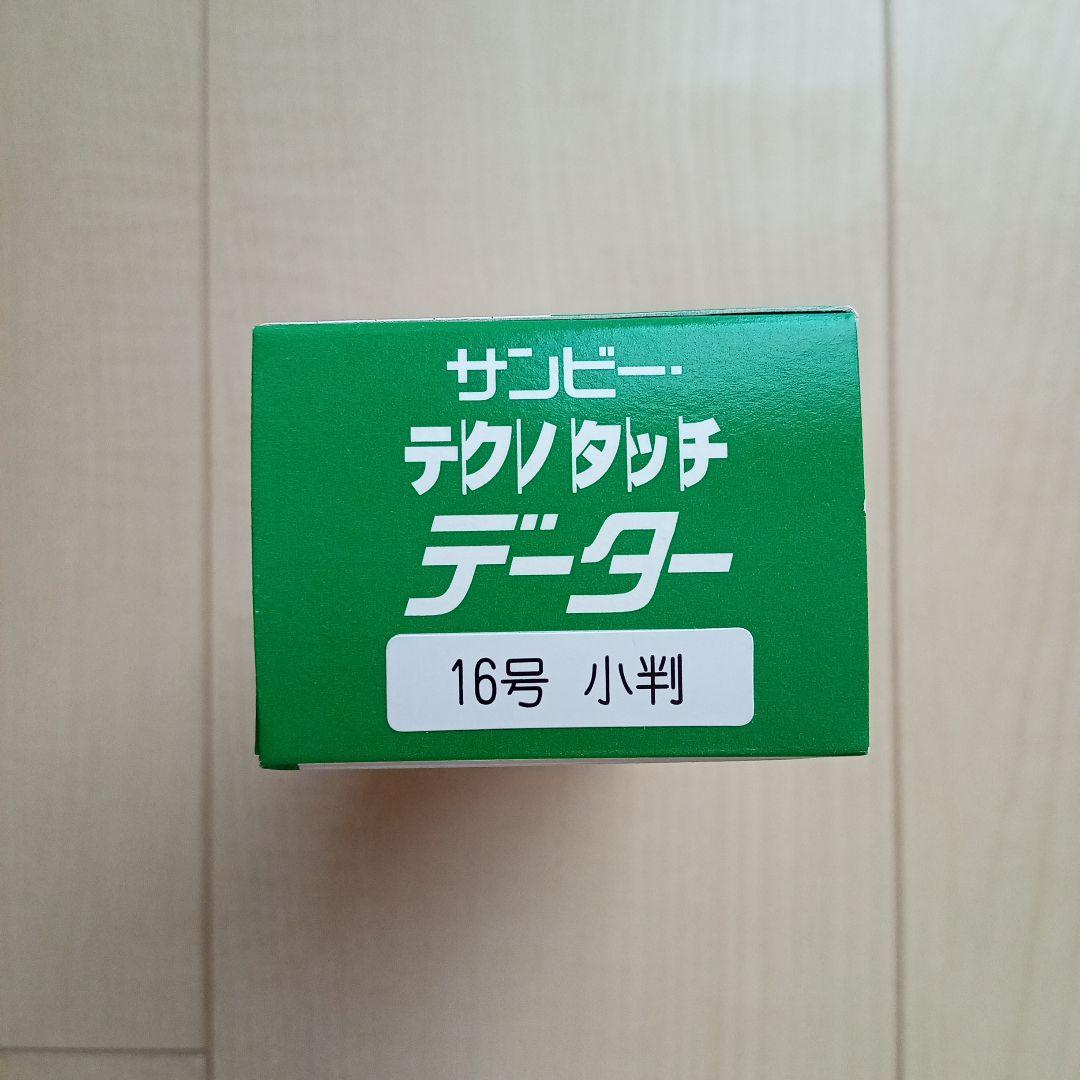 サンビー・
テクノタッチ
データー
16号 小判